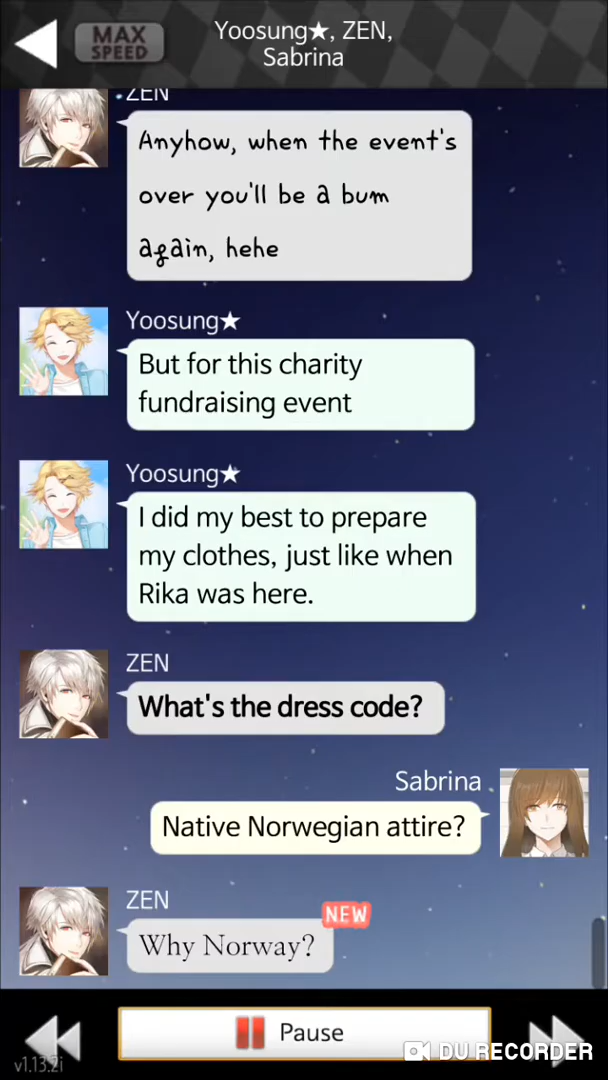 MAX
SPEED
Yoosung★, ZEN,
Sabrina
ZEN
Anyhow, when the event's
over you'll be a bum
again, hehe
Yoosung★
But for this charity
fundraising event
Yoosung★
I did my best to prepare
my clothes, just like when
Rika was here.
ZEN
What's the dress code?
Sabrina
Native Norwegian attire?
ZEN
NEW
Why Norway?
Pause
v1.13.2i
DU RECORDER